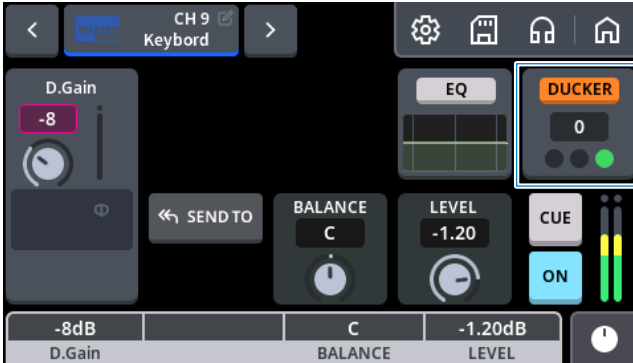 CH 9
Keybord
D.Gain
-8
Φ
EQ
DUCKER
0
SEND TO
BALANCE
C
LEVEL
-1.20
CUE
ON
-8dB
C
-1.20dB
D.Gain
BALANCE
LEVEL